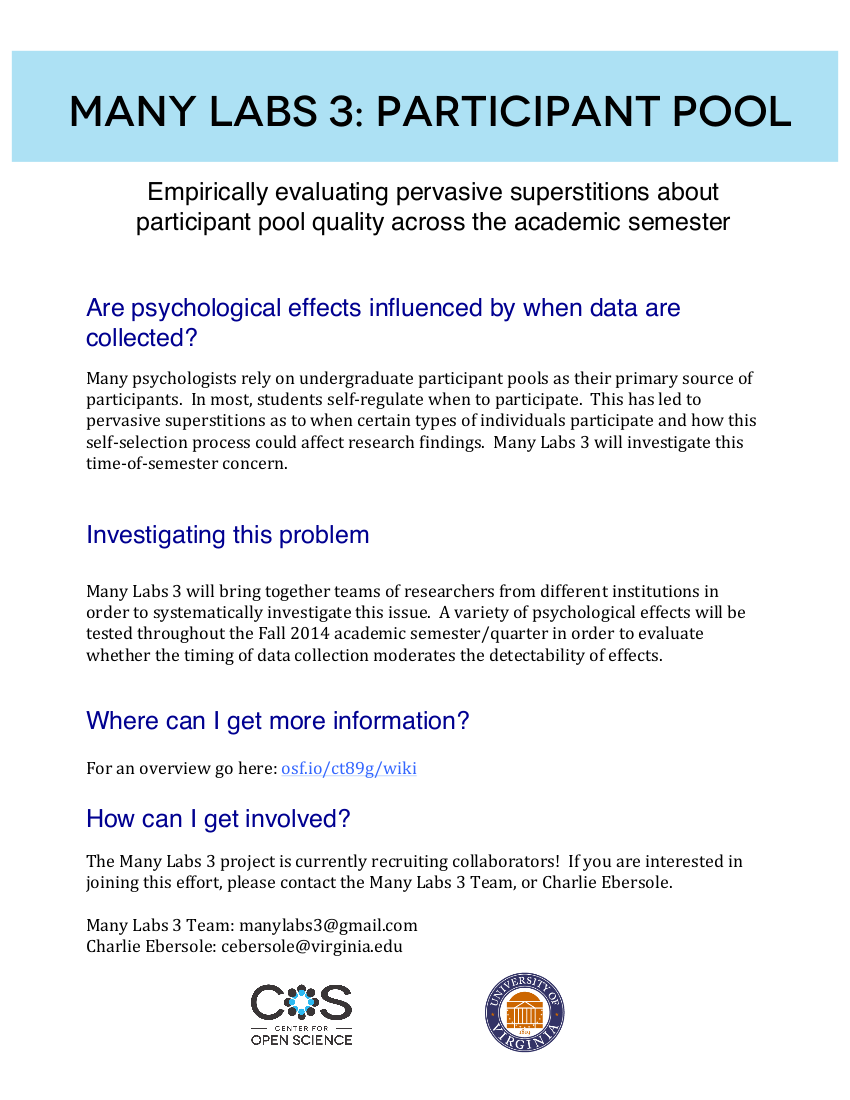 MANY LABS 3: PARTICIPANT POOL
Empirically evaluating pervasive superstitions about
participant pool quality across the academic semester
Are psychological effects influenced by when data are
collected?
Many psychologists rely on undergraduate participant pools as their primary source of
participants.  In most, students self-regulate when to participate.  This has led to
pervasive superstitions as to when certain types of individuals participate and how this
self-selection process could affect research findings.  Many Labs 3 will investigate this
time-of-semester concern.
Investigating this problem
Many Labs 3 will bring together teams of researchers from different institutions in
order to systematically investigate this issue.  A variety of psychological effects will be
tested throughout the Fall 2014 academic semester/quarter in order to evaluate
whether the timing of data collection moderates the detectability of effects.
Where can I get more information?
For an overview go here: osf.io/ct89g/wiki
How can I get involved?
The Many Labs 3 project is currently recruiting collaborators!  If you are interested in
joining this effort, please contact the Many Labs 3 Team, or Charlie Ebersole.
Many Labs 3 Team: manylabs3@gmail.com
Charlie Ebersole: cebersole@virginia.edu
COS
CENTER FOR
OPEN SCIENCE
UNIVERSITY OF
VIRGINIA
1819